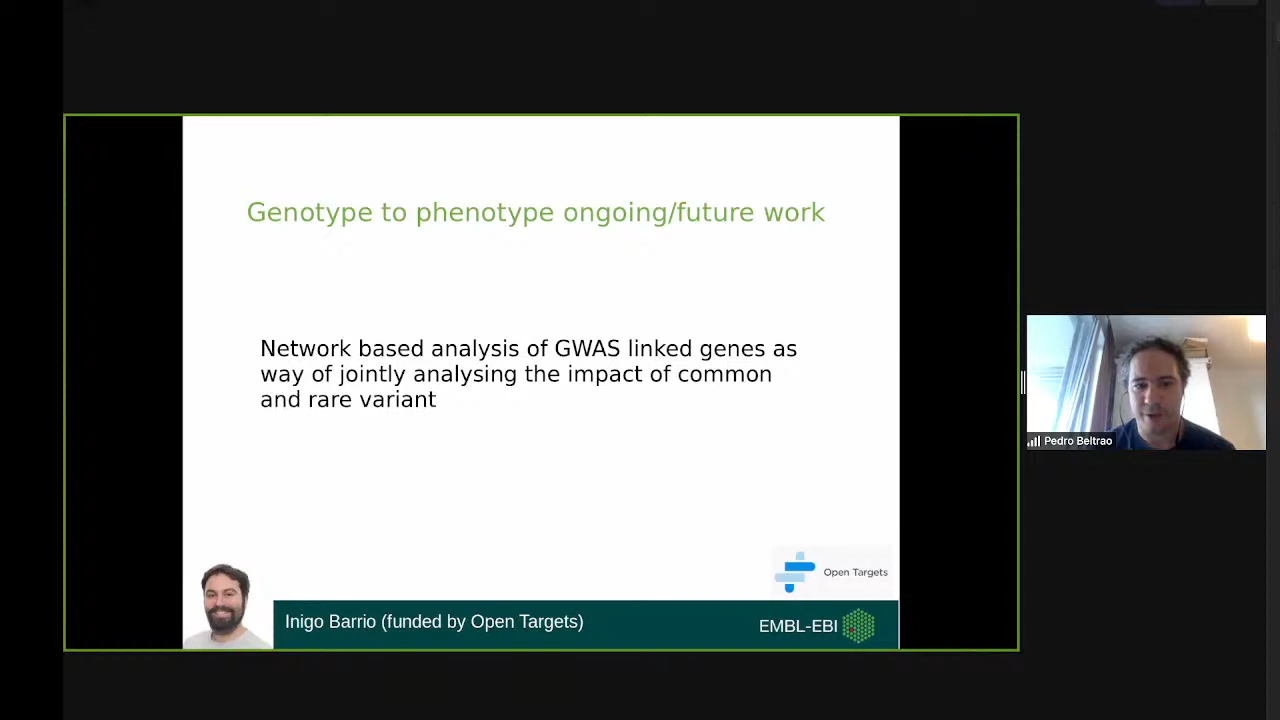 Genotype to phenotype ongoing/future work
Network based analysis of GWAS linked genes as
way of jointly analysing the impact of common
and rare variant
Pedro Beltrao
Open Targets
Inigo Barrio (funded by Open Targets)
EMBL-EBI